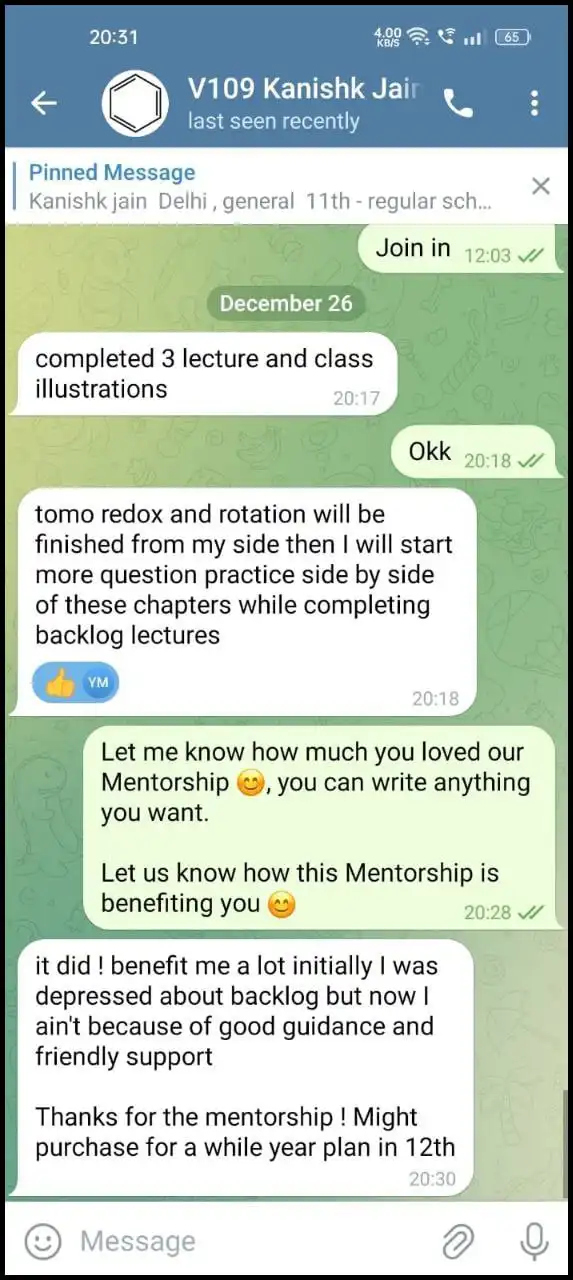 20:31
4.00
KB/S
65
V109 Kanishk Jain
last seen recently
Pinned Message
Kanishk jain Delhi , general 11th - regular sch...
Join in 12:03
December 26
completed 3 lecture and class
illustrations
20:17
Okk 20:18
tomo redox and rotation will be
finished from my side then I will start
more question practice side by side
of these chapters while completing
backlog lectures
👍 YM
20:18
Let me know how much you loved our
Mentorship 😊, you can write anything
you want.
Let us know how this Mentorship is
benefiting you 😊
20:28
it did ! benefit me a lot initially I was
depressed about backlog but now I
ain't because of good guidance and
friendly support
Thanks for the mentorship ! Might
purchase for a while year plan in 12th
20:30
Message